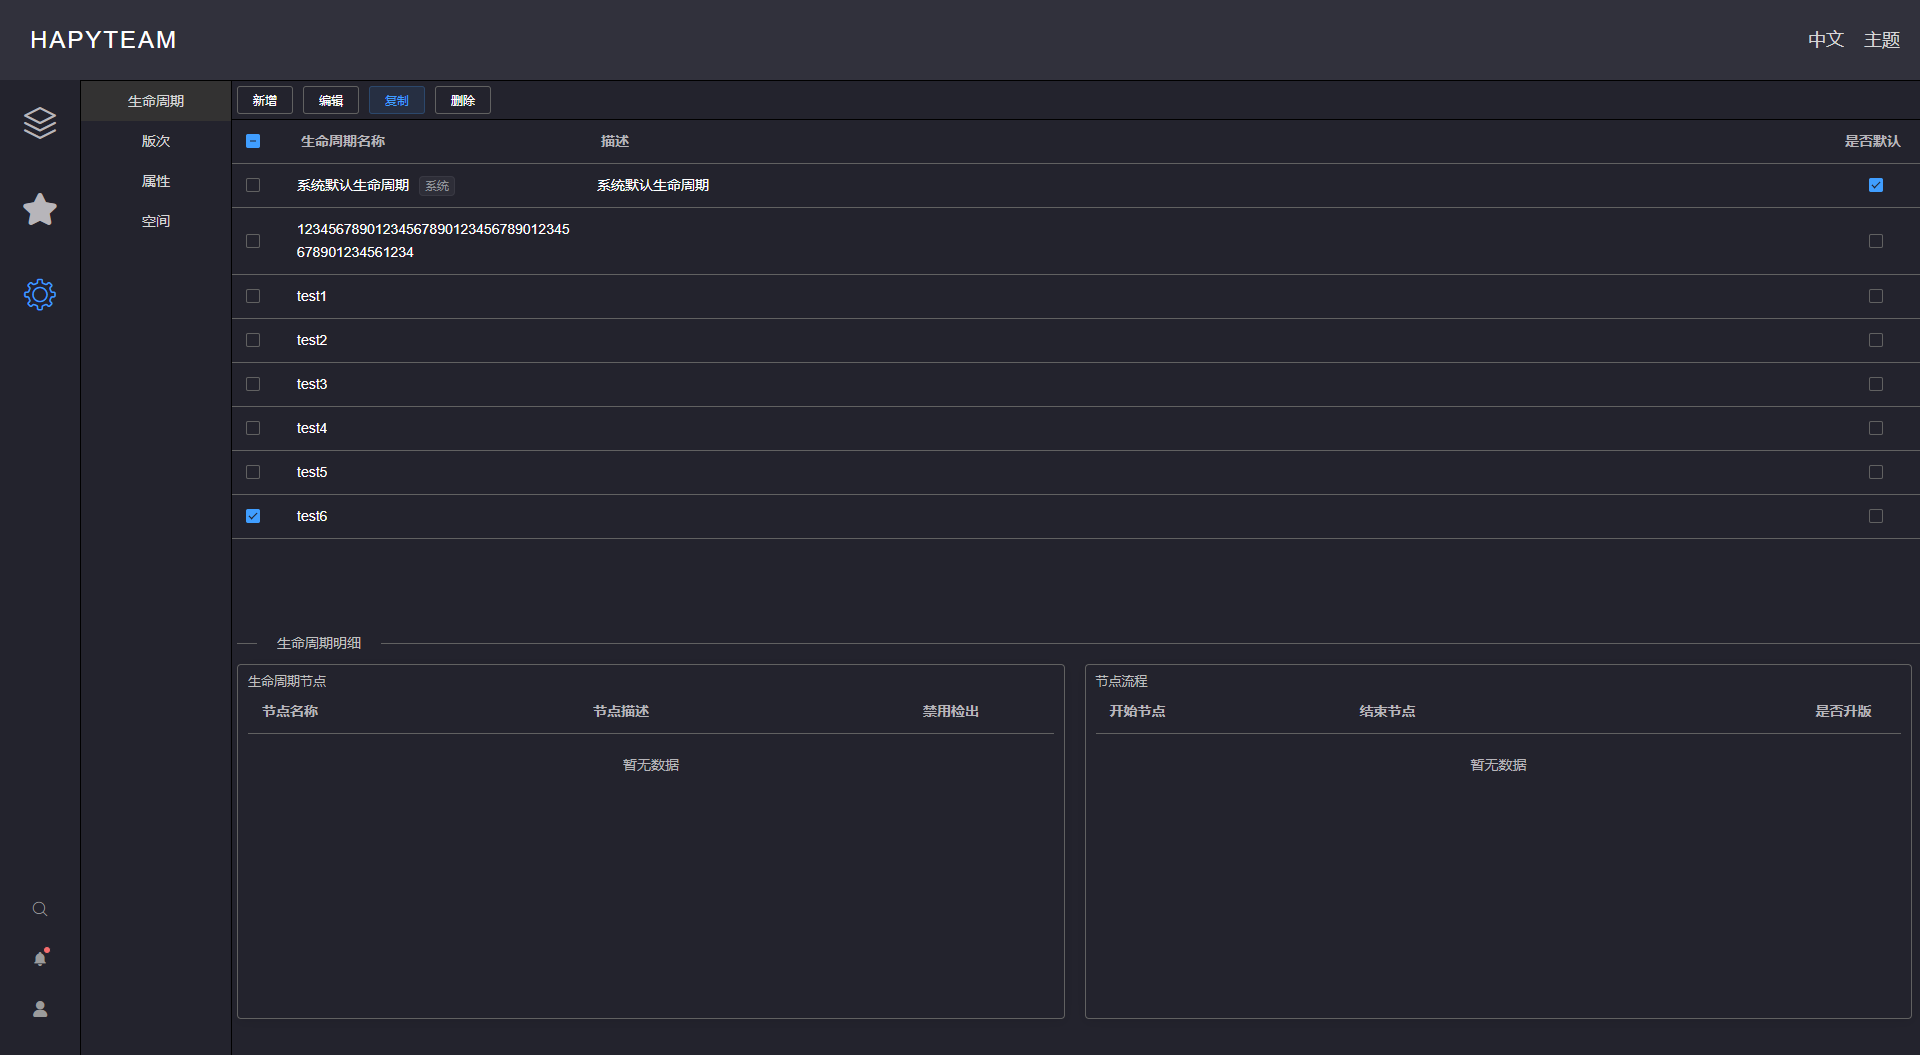 HAPYTEAM
中文 主题
生命周期
版次
属性
空间
新增 编辑 复制 删除
生命周期名称 描述 是否默认
系统默认生命周期 系统 系统默认生命周期
12345678901234567890123456789012345
678901234561234
test1
test2
test3
test4
test5
test6
生命周期明细
生命周期节点
节点名称 节点描述 禁用检出
暂无数据
节点流程
开始节点 结束节点 是否升版
暂无数据